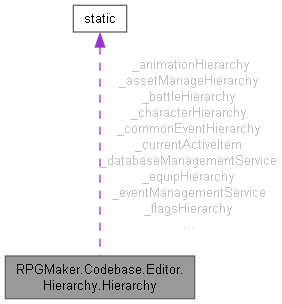 static
_animationHierarchy
_assetManageHierarchy
_battleHierarchy
_characterHierarchy
_commonEventHierarchy
_currentActiveItem
_databaseManagementService
_equipHierarchy
_eventManagementService
_flagsHierarchy
...
RPGMaker.Codebase.Editor.
Hierarchy.Hierarchy